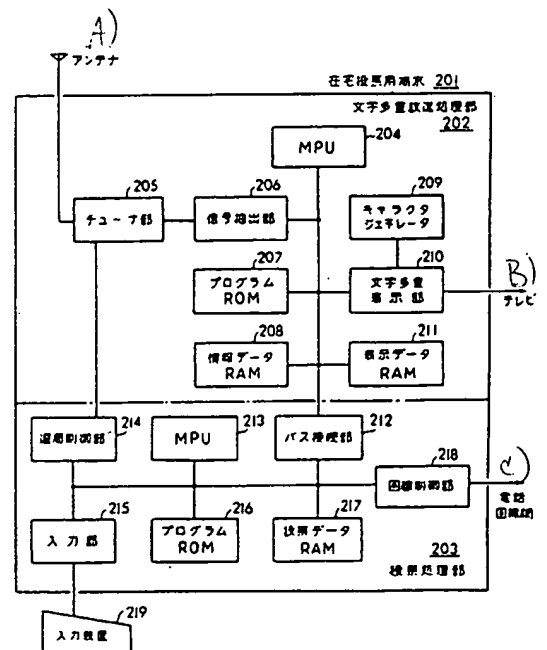 A)
アンテナ
在宅投票用端末 201
文字多重放送処理部
202
204
MPU
205
チューナ部
206
信号抽出部
209
キャラクタ
ジェネレータ
207
プログラム
ROM
210
文字多重
表示部
B)
テレビ
208
情報データ
RAM
211
表示データ
RAM
214
選局制御部
213
MPU
212
バス接続部
218
回線制御部
C)
電話
回線網
215
入力部
216
プログラム
ROM
217
投票データ
RAM
203
投票処理部
219
入力装置